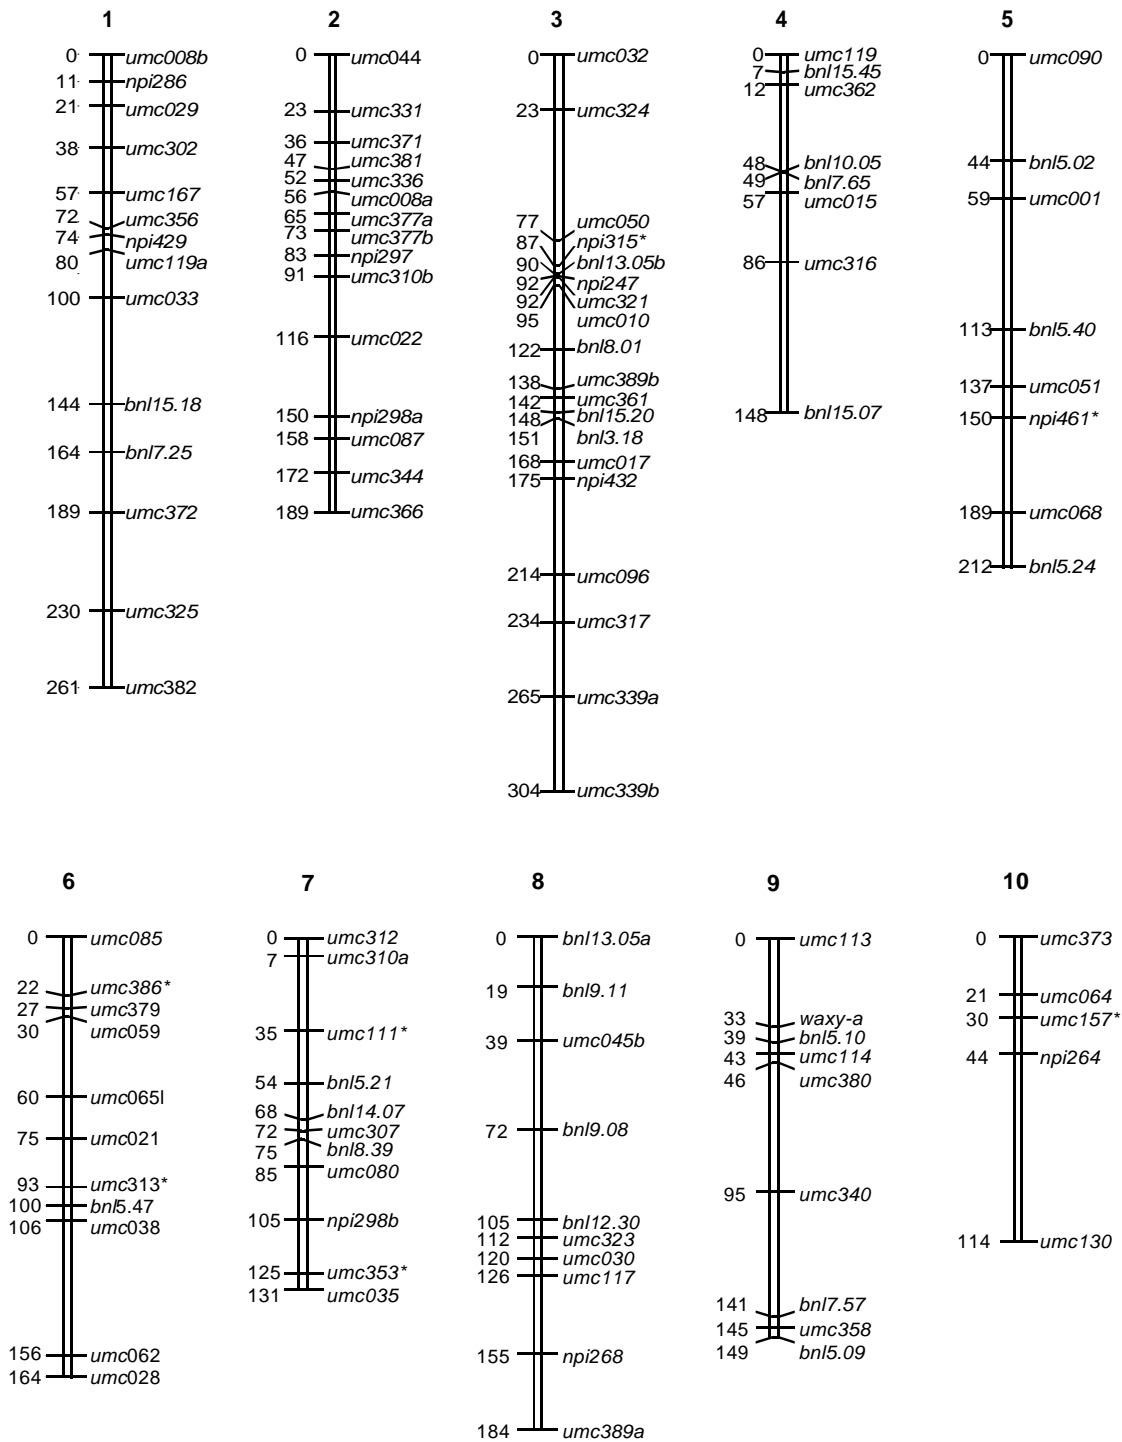 1
0 umc008b
11 npi286
21 umc029
38 umc302
57 umc167
72 umc356
74 npi429
80 umc119a
100 umc033
144 bnl15.18
164 bnl7.25
189 umc372
230 umc325
261 umc382
2
0 umc044
23 umc331
36 umc371
47 umc381
52 umc336
56 umc008a
65 umc377a
73 umc377b
83 npi297
91 umc310b
116 umc022
150 npi298a
158 umc087
172 umc344
189 umc366
3
0 umc032
23 umc324
77 umc050
87 npi315*
90 bnl13.05b
92 npi247
92 umc321
95 umc010
122 bnl8.01
138 umc389b
142 umc361
148 bnl15.20
151 bnl3.18
168 umc017
175 npi432
214 umc096
234 umc317
265 umc339a
304 umc339b
4
0 umc119
7 bnl15.45
12 umc362
48 bnl10.05
49 bnl7.65
57 umc015
86 umc316
148 bnl15.07
5
0 umc090
44 bnl5.02
59 umc001
113 bnl5.40
137 umc051
150 npi461*
189 umc068
212 bnl5.24
6
0 umc085
22 umc386*
27 umc379
30 umc059
60 umc065l
75 umc021
93 umc313*
100 bnl5.47
106 umc038
156 umc062
164 umc028
7
0 umc312
7 umc310a
35 umc111*
54 bnl5.21
68 bnl14.07
72 umc307
75 bnl8.39
85 umc080
105 npi298b
125 umc353*
131 umc035
8
0 bnl13.05a
19 bnl9.11
39 umc045b
72 bnl9.08
105 bnl12.30
112 umc323
120 umc030
126 umc117
155 npi268
184 umc389a
9
0 umc113
33 waxy-a
39 bnl5.10
43 umc114
46 umc380
95 umc340
141 bnl7.57
145 umc358
149 bnl5.09
10
0 umc373
21 umc064
30 umc157*
44 npi264
114 umc130